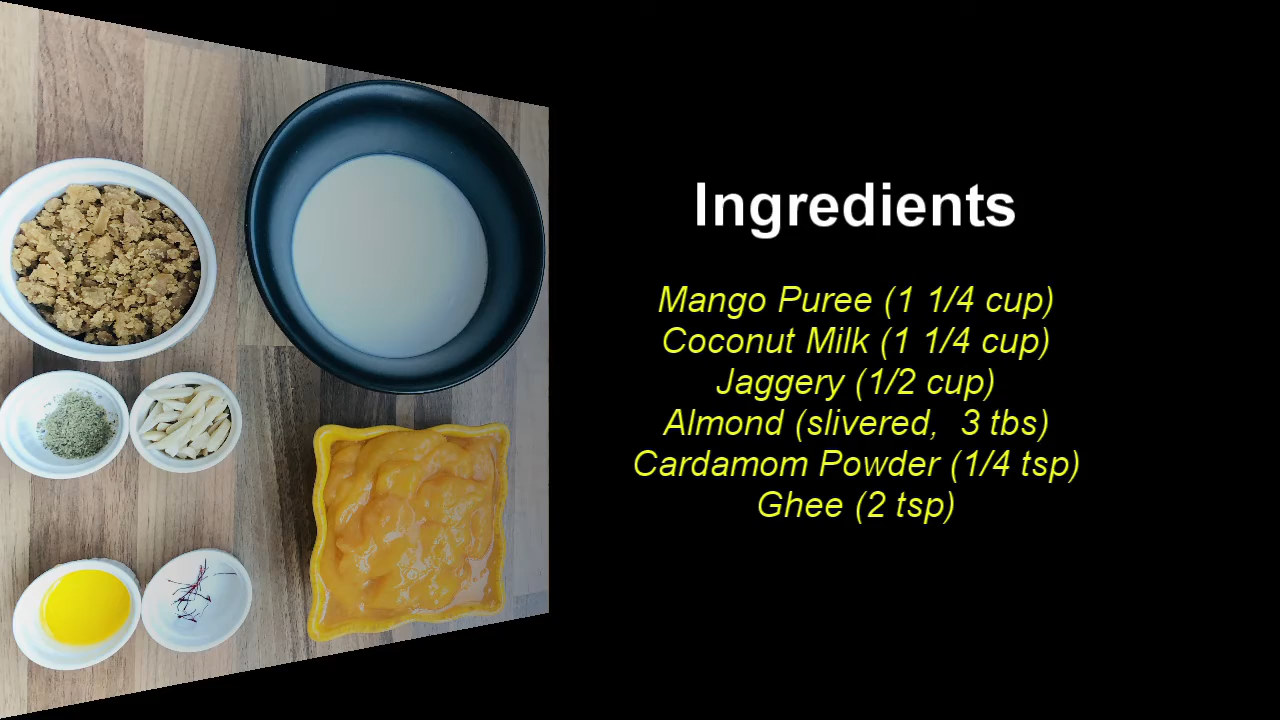 Ingredients
Mango Puree (1 1/4 cup)
Coconut Milk (1 1/4 cup)
Jaggery (1/2 cup)
Almond (slivered,  3 tbs)
Cardamom Powder (1/4 tsp)
Ghee (2 tsp)